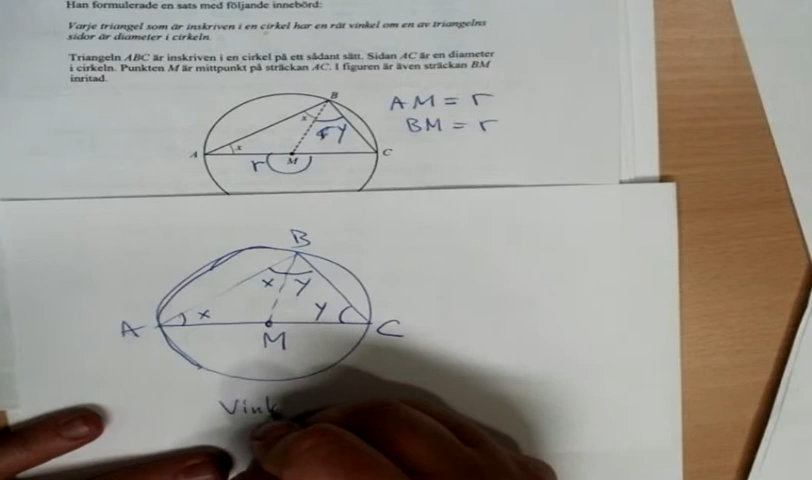 Han formulerade en sats med följande innebörd:
Varje triangel som är inskriven i en cirkel har en rät vinkel om en av triangelns
sidor är diameter i cirkeln.
Triangeln ABC är inskriven i en cirkel på ett sådant sätt. Sidan AC är en diameter
i cirkeln. Punkten M är mittpunkt på sträckan AC. I figuren är även sträckan BM
inritad.
B
x
y
AM = r
BM = r
A
x
r
M
C
B
x
y
A
x
y
M
C
Vink